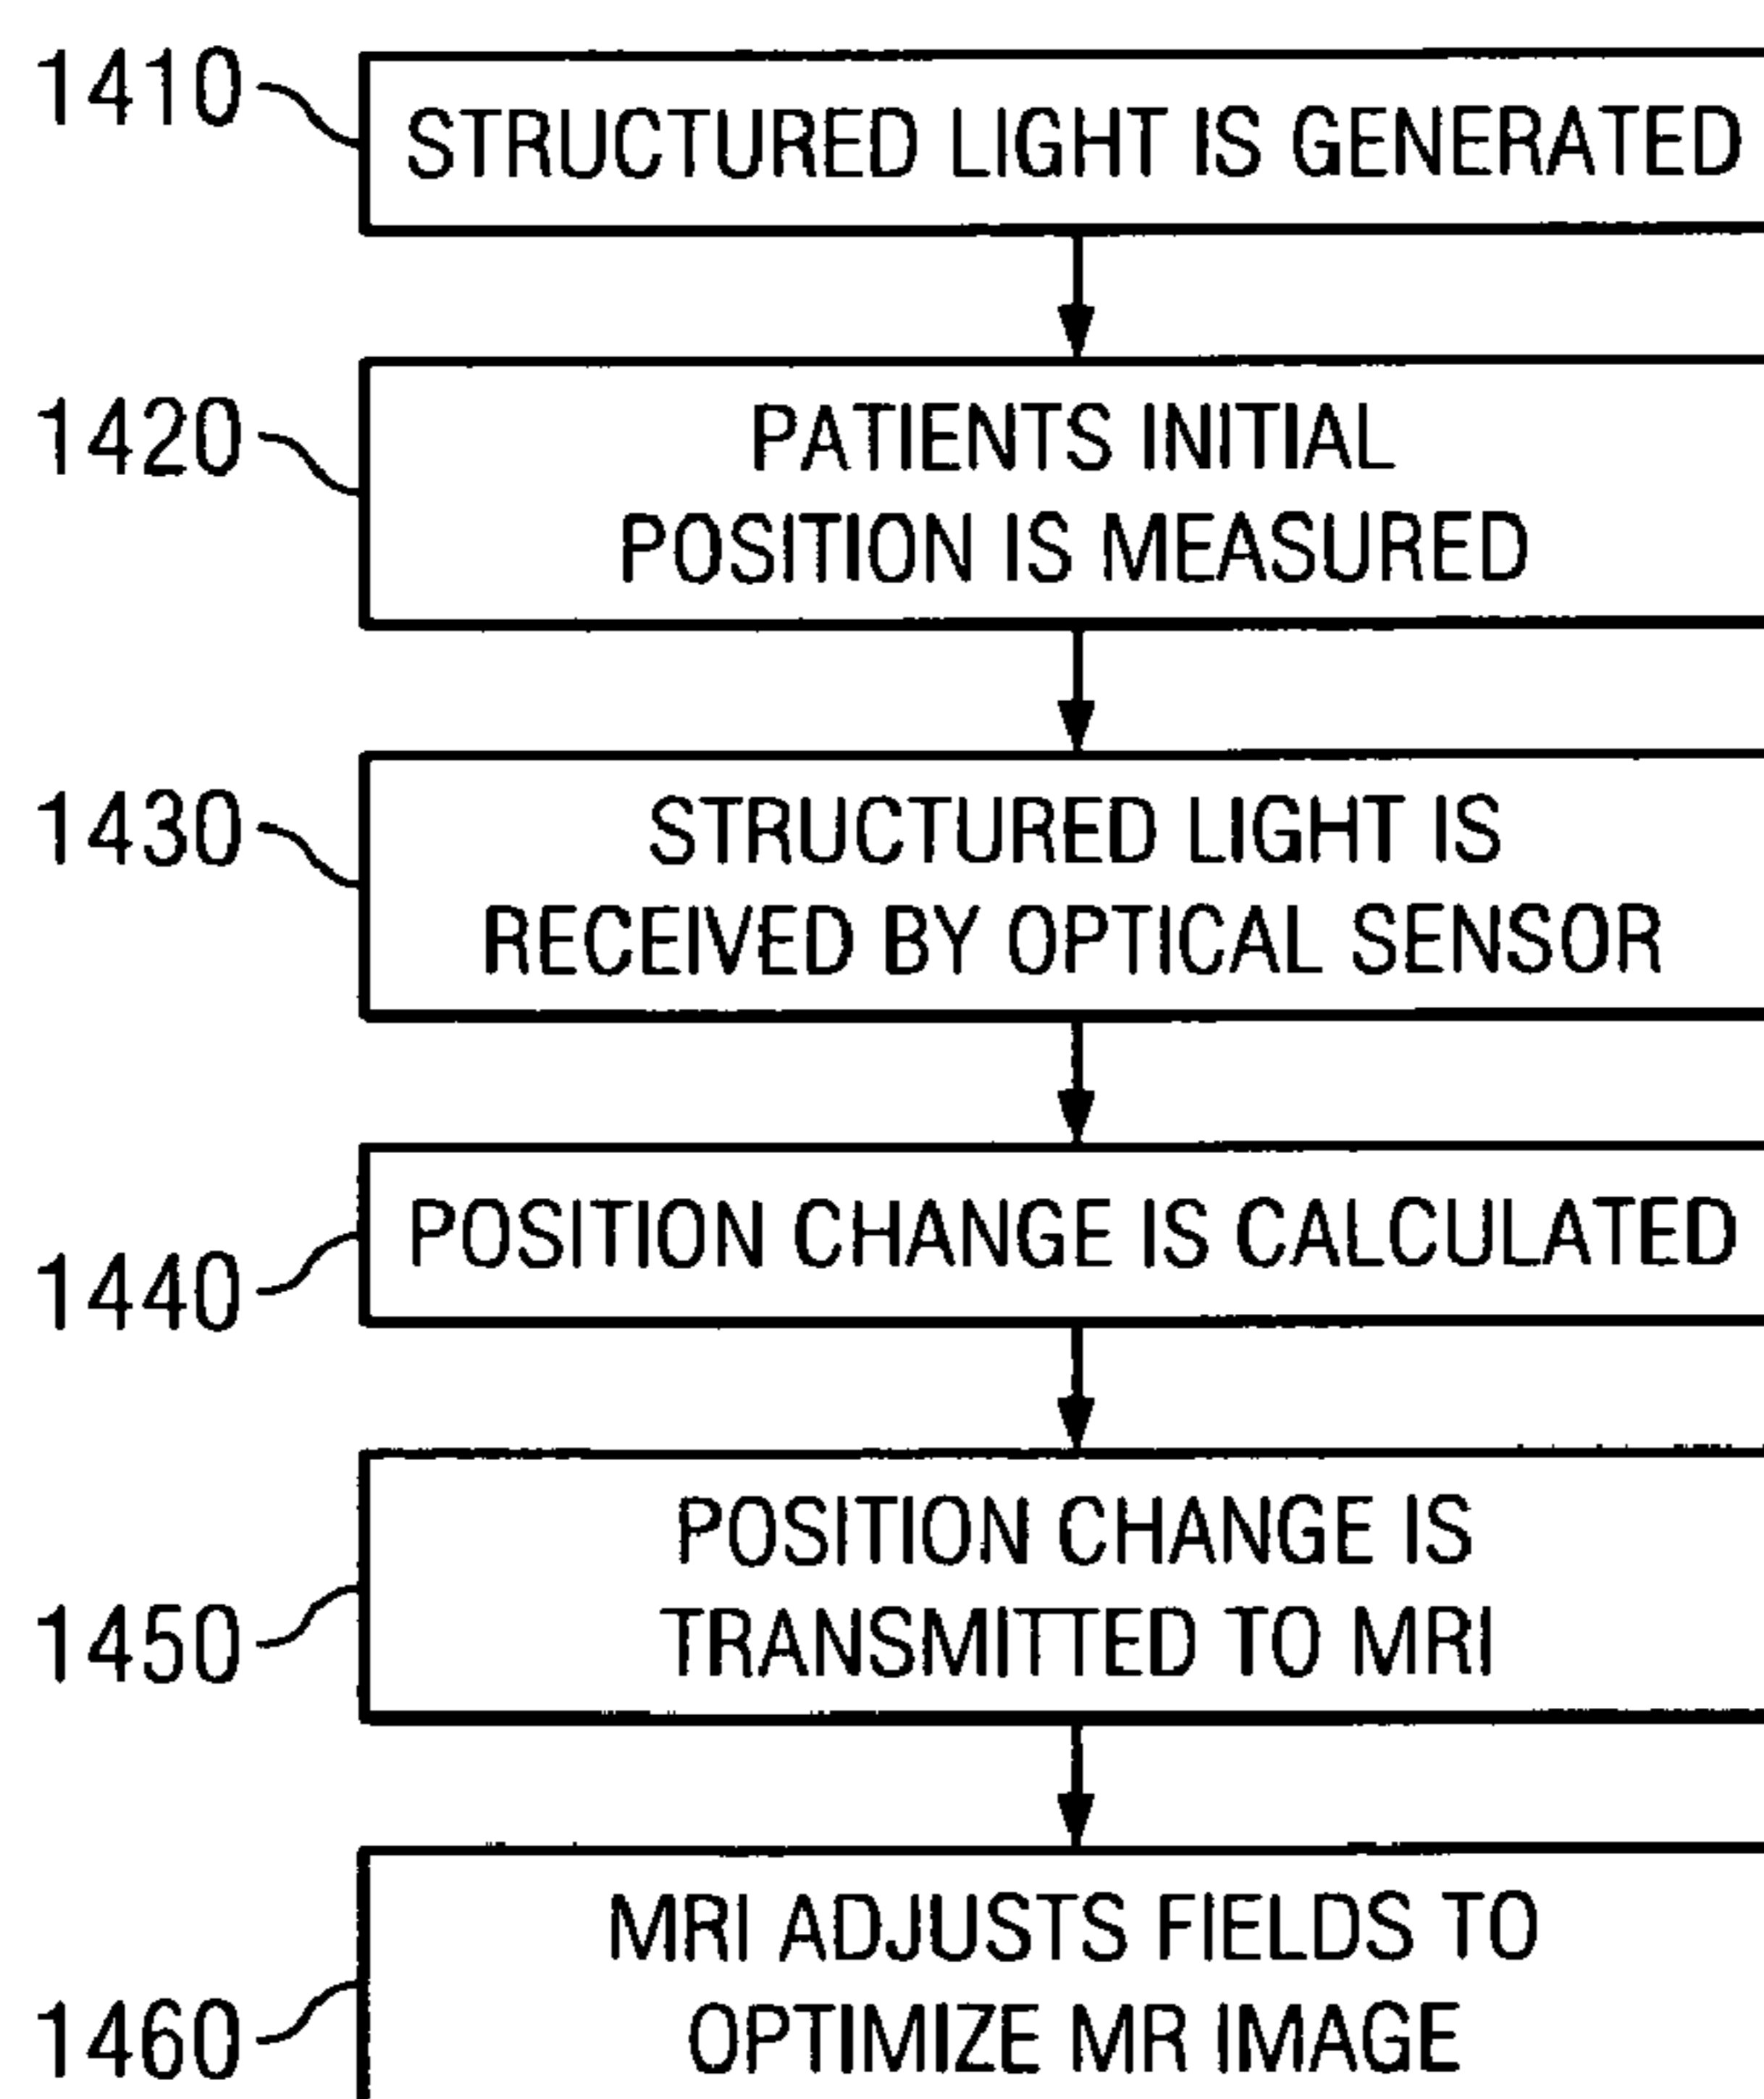 1410
STRUCTURED LIGHT IS GENERATED
1420
PATIENTS INITIAL
POSITION IS MEASURED
1430
STRUCTURED LIGHT IS
RECEIVED BY OPTICAL SENSOR
1440
POSITION CHANGE IS CALCULATED
1450
POSITION CHANGE IS
TRANSMITTED TO MRI
1460
MRI ADJUSTS FIELDS TO
OPTIMIZE MR IMAGE